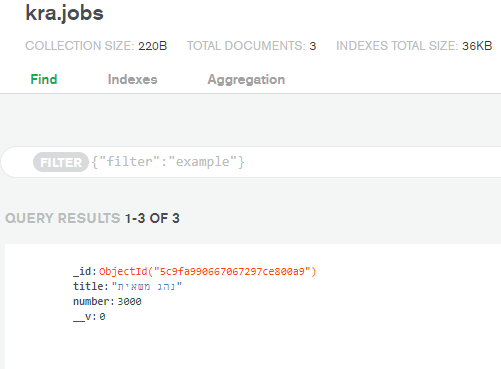 kra.jobs
COLLECTION SIZE: 220B TOTAL DOCUMENTS: 3 INDEXES TOTAL SIZE: 36KB
Find Indexes Aggregation
FILTER {"filter":"example"}
QUERY RESULTS 1-3 OF 3
_id:ObjectId("5c9fa990667067297ce800a9")
title:"נהג משאית"
number:3000
__v:0